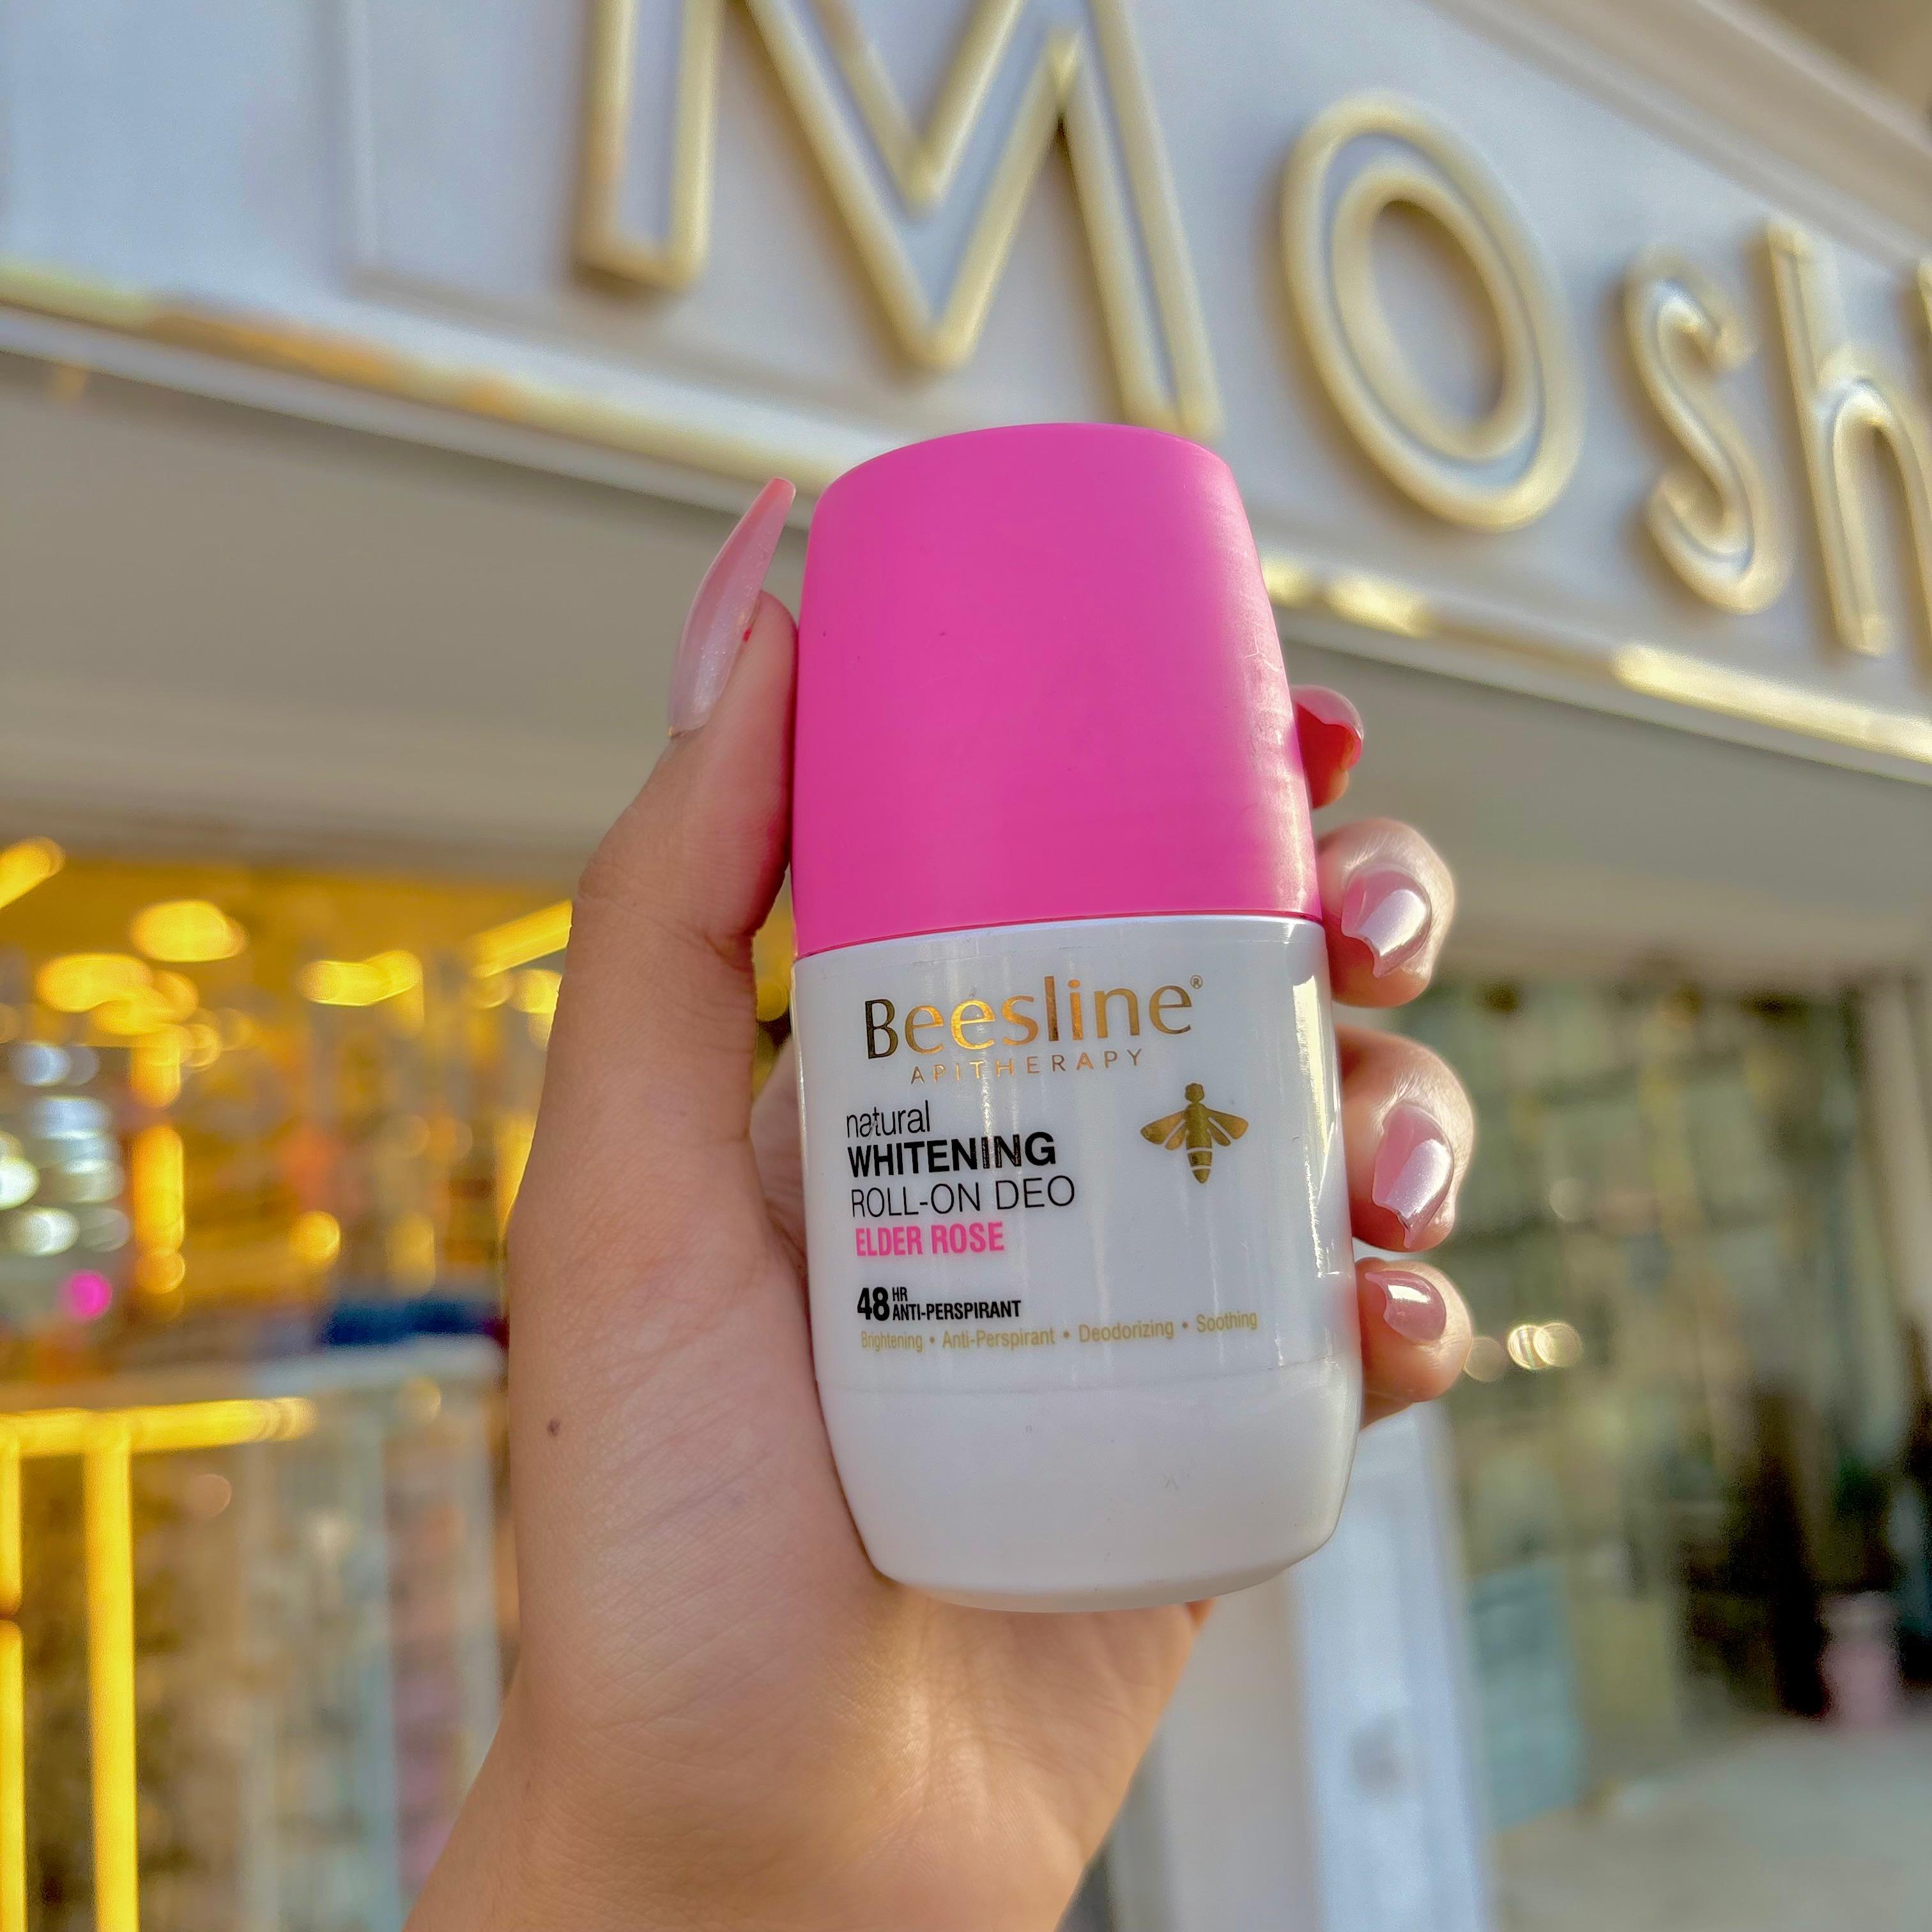 Mosh
Beesline®
APITHERAPY
natural
WHITENING
ROLL-ON DEO
ELDER ROSE
48 HR
ANTI-PERSPIRANT
Brightening • Anti-Perspirant • Deodorizing • Soothing